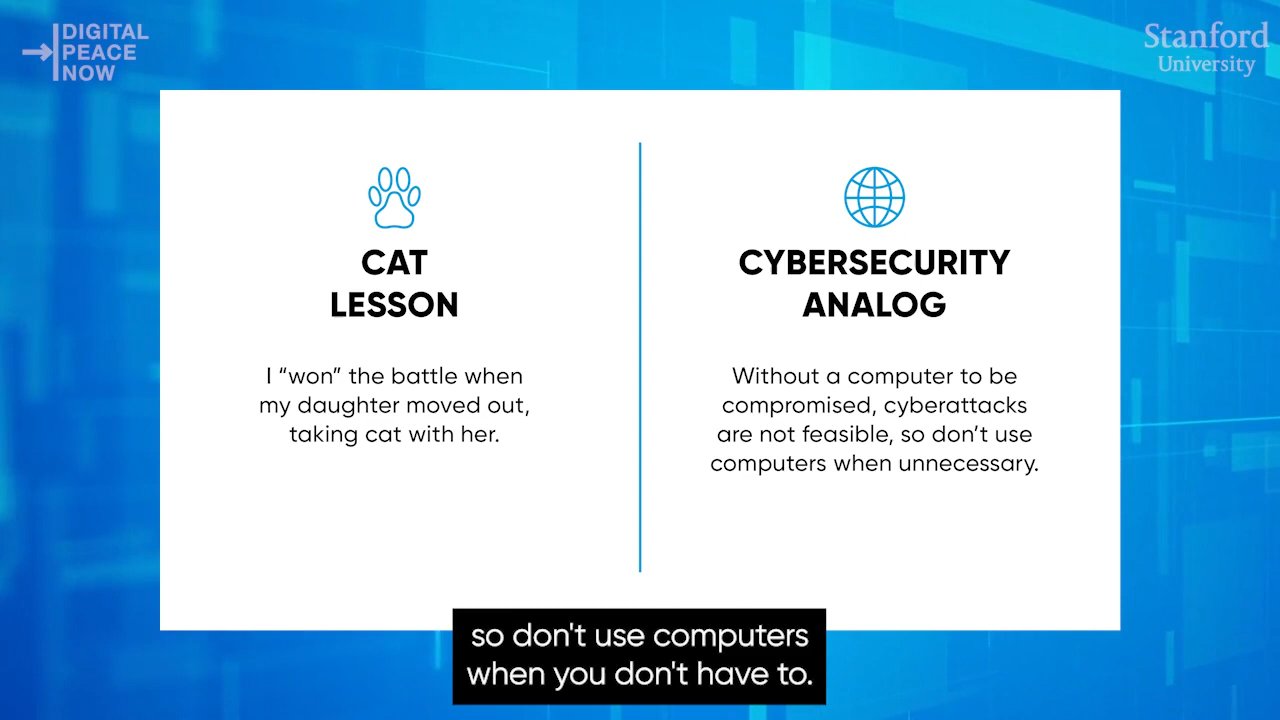 DIGITAL
PEACE
NOW
Stanford
University
CAT
LESSON
I “won” the battle when
my daughter moved out,
taking cat with her.
CYBERSECURITY
ANALOG
Without a computer to be
compromised, cyberattacks
are not feasible, so don’t use
computers when unnecessary.
so don't use computers
when you don't have to.